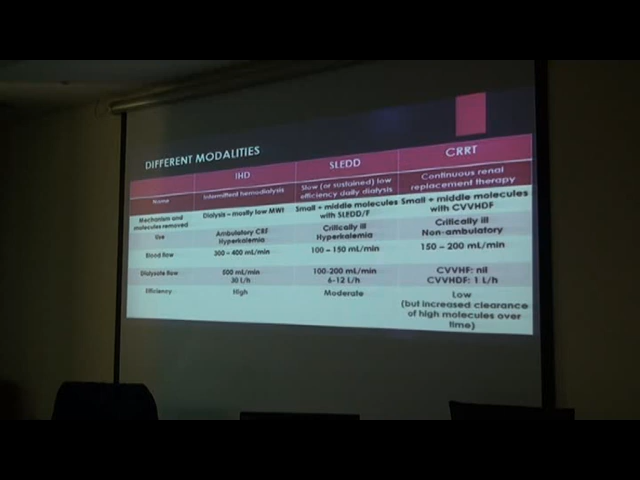 DIFFERENT MODALITIES
IHD
SLEDD
CRRT
Name
Intermittent hemodialysis
Slow (or sustained) low
efficiency daily dialysis
Continuous renal
replacement therapy
Mechanism and
molecules removed
Dialysis – mostly low MWt
Small + middle molecules
with SLEDD/F
Small + middle molecules
with CVVHDF
Use
Ambulatory CRF
Hyperkalemia
Critically ill
Hyperkalemia
Critically ill
Non-ambulatory
Blood flow
300 – 400 mL/min
100 – 150 mL/min
150 – 200 mL/min
Dialysate flow
500 mL/min
30 L/h
100-200 mL/min
6-12 L/h
CVVHF: nil
CVVHDF: 1 L/h
Efficiency
High
Moderate
Low
(but increased clearance
of high molecules over
time)